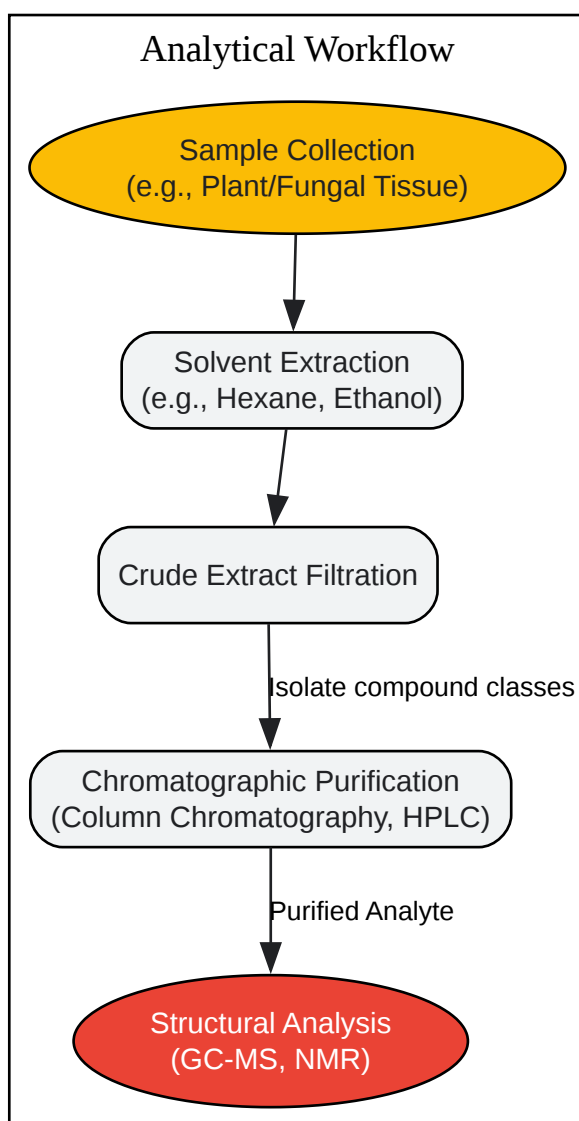 Analytical Workflow
Sample Collection
(e.g., Plant/Fungal Tissue)
Solvent Extraction
(e.g., Hexane, Ethanol)
Crude Extract Filtration
Isolate compound classes
Chromatographic Purification
(Column Chromatography, HPLC)
Purified Analyte
Structural Analysis
(GC-MS, NMR)